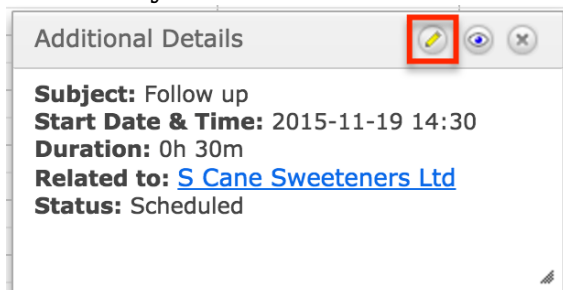 Additional Details
Subject: Follow up
Start Date & Time: 2015-11-19 14:30
Duration: 0h 30m
Related to: S Cane Sweeteners Ltd
Status: Scheduled